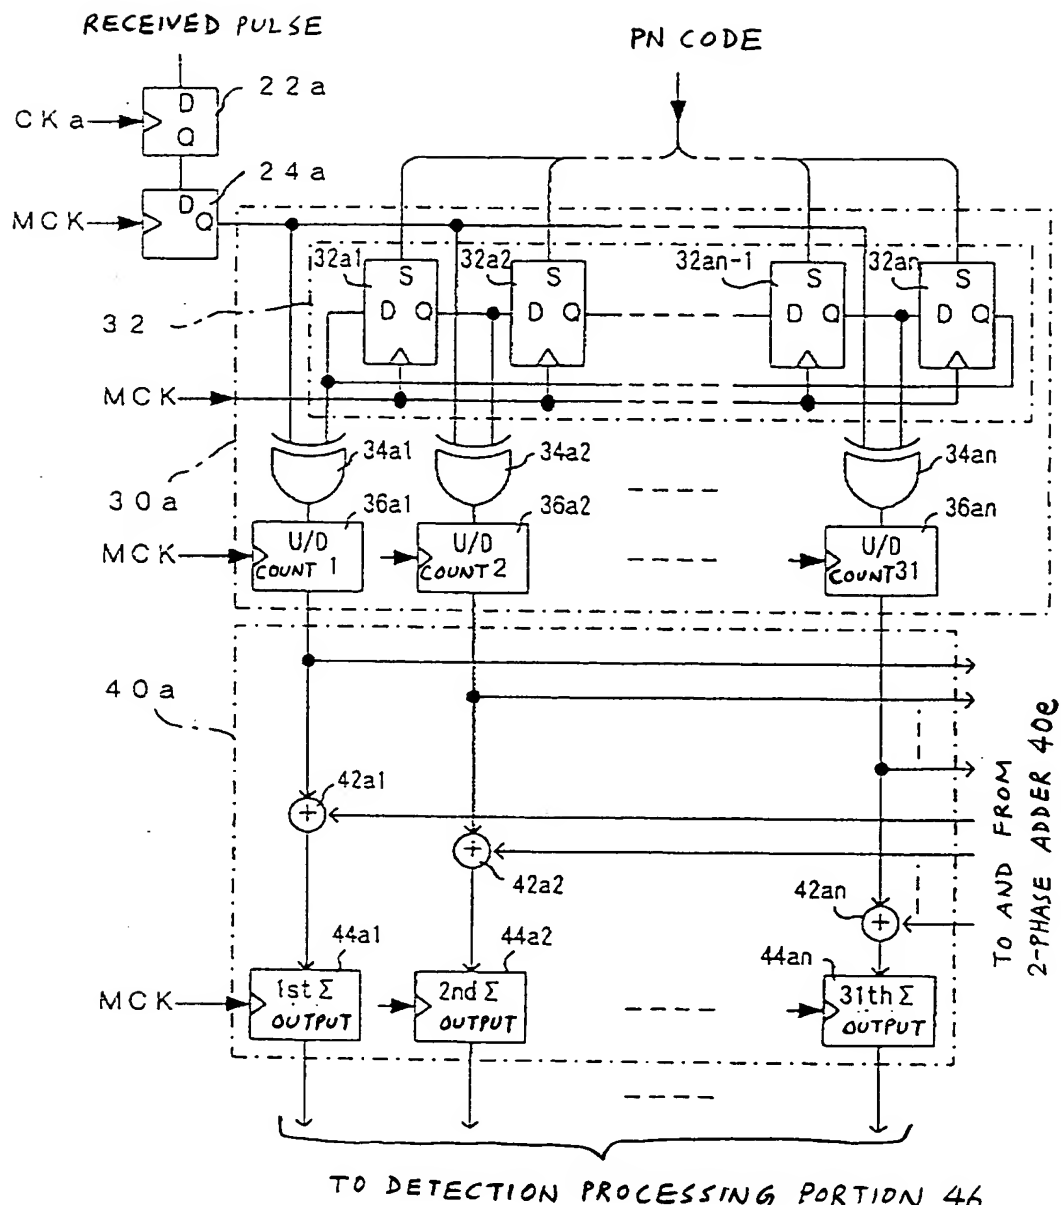 RECEIVED PULSE
PN CODE
22a
D
Q
CKa
24a
D
Q
MCK
32a1
S
D Q
32a2
S
D Q
32an-1
S
D Q
32an
S
D Q
32
MCK
34a1
34a2
34an
30a
36a1
36a2
36an
MCK
U/D
COUNT 1
U/D
COUNT 2
U/D
COUNT 31
40a
42a1
+
42a2
+
42an
+
TO AND FROM
2-PHASE ADDER 40e
44a1
44a2
44an
MCK
1st Σ
OUTPUT
2nd Σ
OUTPUT
31th Σ
OUTPUT
TO DETECTION PROCESSING PORTION 46